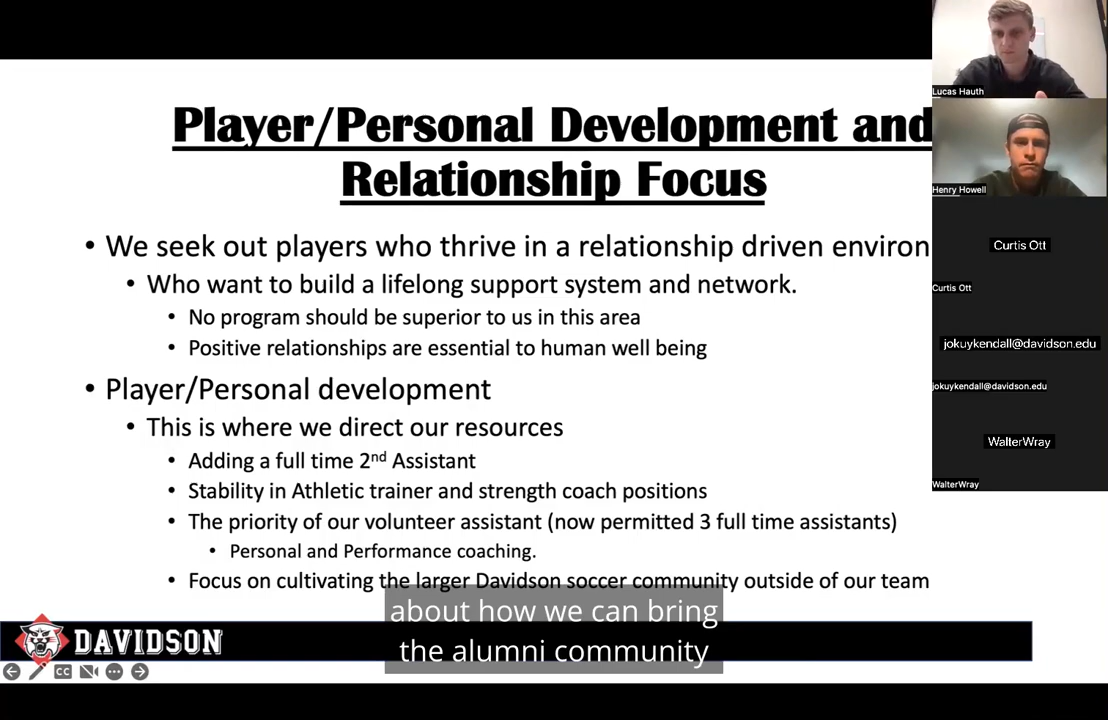 Player/Personal Development and
Relationship Focus
• We seek out players who thrive in a relationship driven environ
• Who want to build a lifelong support system and network.
• No program should be superior to us in this area
• Positive relationships are essential to human well being
• Player/Personal development
• This is where we direct our resources
• Adding a full time 2nd Assistant
• Stability in Athletic trainer and strength coach positions
• The priority of our volunteer assistant (now permitted 3 full time assistants)
• Personal and Performance coaching.
• Focus on cultivating the larger Davidson soccer community outside of our team
about how we can bring
the alumni community
DAVIDSON
CC
Lucas Hauth
Henry Howell
Curtis Ott
Curtis Ott
jokuykendall@davidson.edu
jokuykendall@davidson.edu
WalterWray
WalterWray